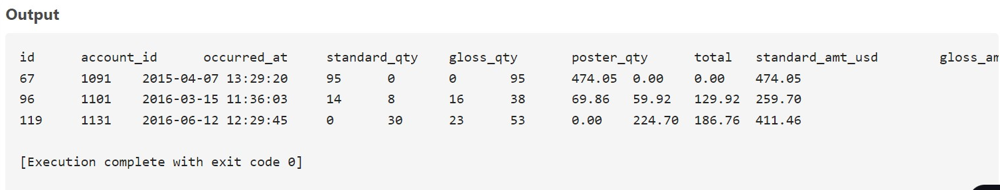 Output
id account_id occurred_at standard_qty gloss_qty poster_qty total standard_amt_usd gloss_am
67 1091 2015-04-07 13:29:20 95 0 0 95 474.05 0.00 0.00 474.05
96 1101 2016-03-15 11:36:03 14 8 16 38 69.86 59.92 129.92 259.70
119 1131 2016-06-12 12:29:45 0 30 23 53 0.00 224.70 186.76 411.46
[Execution complete with exit code 0]